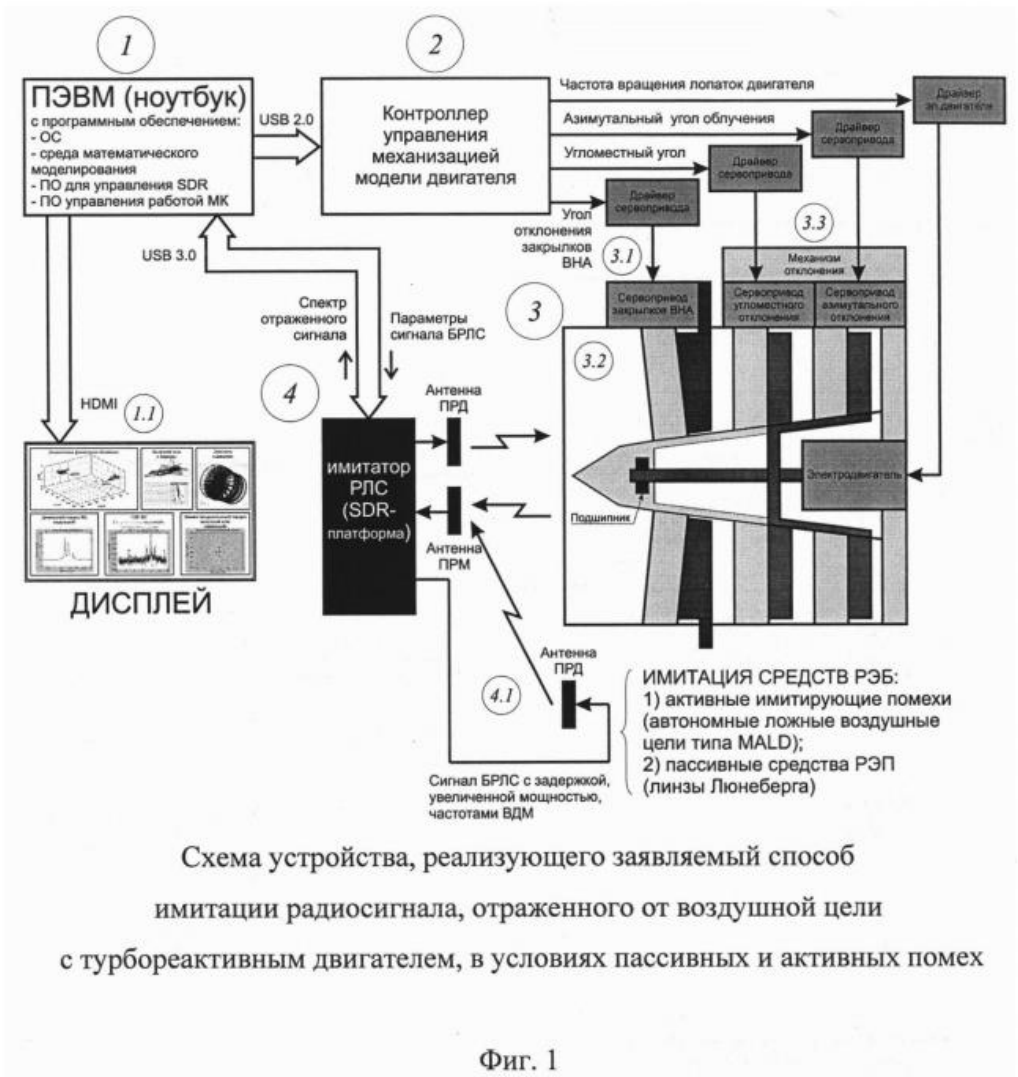 1
2
ПЭВМ (ноутбук)
с программным обеспечением:
- ОС
- среда математического
моделирования
- ПО для управления SDR
- ПО управления работой МК
USB 2.0
Контроллер
управления
механизацией
модели двигателя
Частота вращения лопаток двигателя
Драйвер
эл.двигателя
Азимутальный угол облучения
Драйвер
сервопривода
Угломестный угол
Драйвер
сервопривода
Драйвер
сервопривода
Угол
отклонения
закрылков
ВНА
3.1
3.3
USB 3.0
Механизм
отклонения
Спектр
отраженного
сигнала
Параметры
сигнала БРЛС
3
Сервопривод
закрылков ВНА
Сервопривод
угломестного
отклонения
Сервопривод
азимутального
отклонения
3.2
4
HDMI
1.1
Антенна
ПРД
имитатор
РЛС
(SDR-
платформа)
Электродвигатель
Подшипник
Антенна
ПРМ
ДИСПЛЕЙ
Антенна
ПРД
4.1
ИМИТАЦИЯ СРЕДСТВ РЭБ:
1) активные имитирующие помехи
(автономные ложные воздушные
цели типа MALD);
2) пассивные средства РЭП
(линзы Люнеберга)
Сигнал БРЛС с задержкой,
увеличенной мощностью,
частотами ВДМ
Схема устройства, реализующего заявляемый способ
имитации радиосигнала, отраженного от воздушной цели
с турбореактивным двигателем, в условиях пассивных и активных помех
Фиг. 1